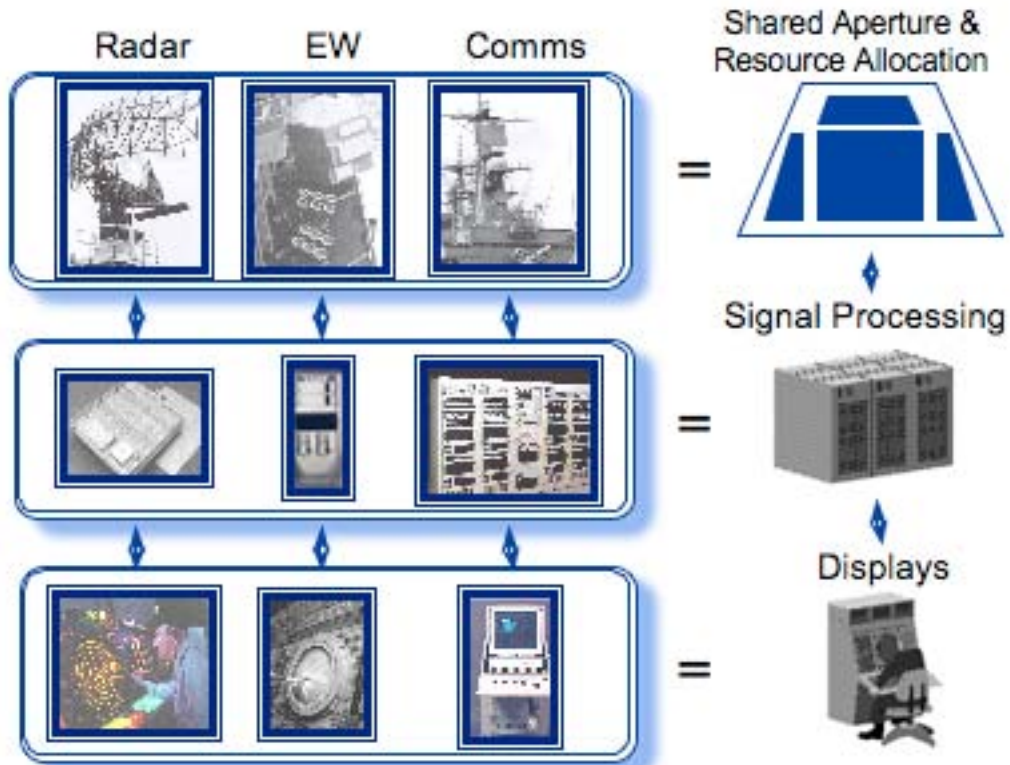 Radar
EW
Comms
Shared Aperture &
Resource Allocation
=
Signal Processing
=
Displays
=